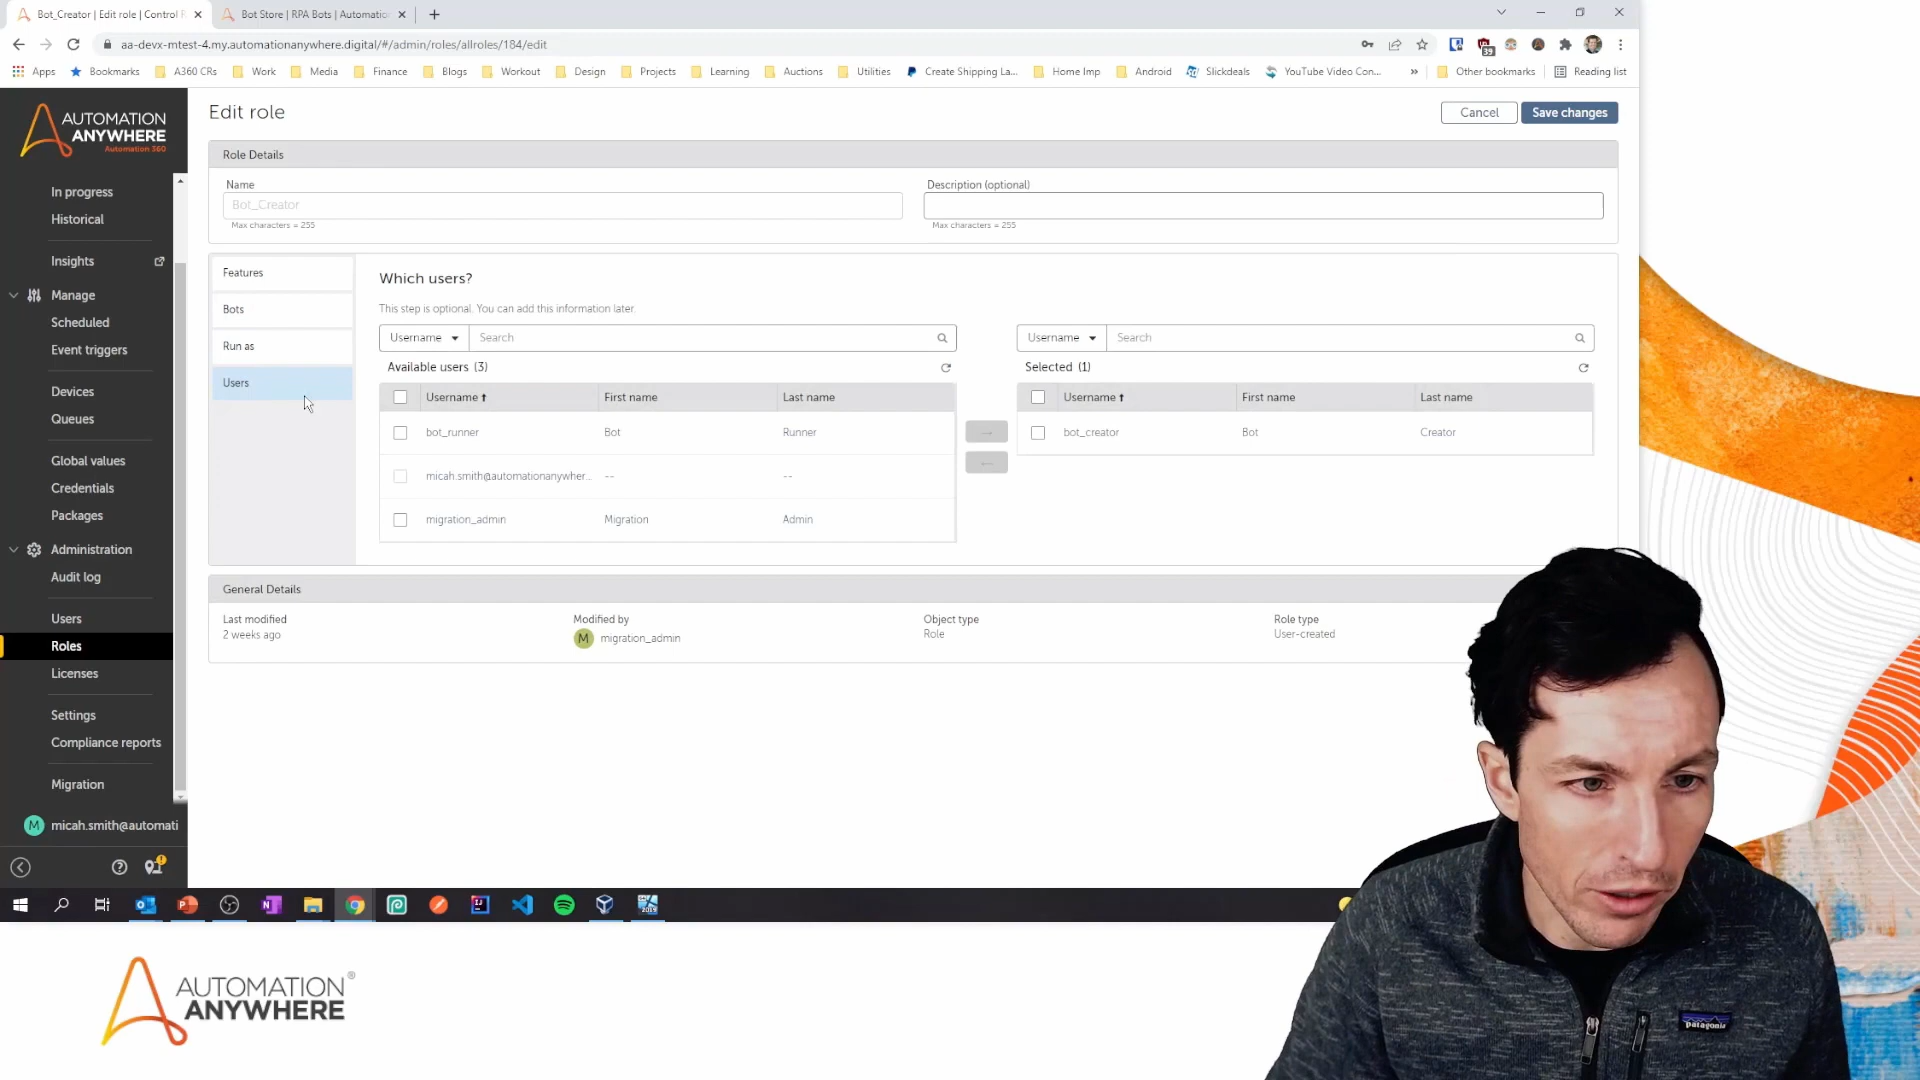 Bot_Creator | Edit role | Control R
Bot Store | RPA Bots | Automatio
aa-devx-mtest-4.my.automationanywhere.digital/#/admin/roles/allroles/184/edit
39
Apps
Bookmarks
A360 CRs
Work
Media
Finance
Blogs
Workout
Design
Projects
Learning
Auctions
Utilities
Create Shipping La...
Home Imp
Android
Slickdeals
YouTube Video Con...
»
Other bookmarks
Reading list
AUTOMATION
ANYWHERE
Automation 360
In progress
Historical
Insights
Manage
Scheduled
Event triggers
Devices
Queues
Global values
Credentials
Packages
Administration
Audit log
Users
Roles
Licenses
Settings
Compliance reports
Migration
M micah.smith@automati
Edit role
Cancel
Save changes
Role Details
Name
Bot_Creator
Max characters = 255
Description (optional)
Max characters = 255
Features
Bots
Run as
Users
Which users?
This step is optional. You can add this information later.
Username
Search
Available users (3)
Username
First name
Last name
bot_runner
Bot
Runner
micah.smith@automationanywher...
--
--
migration_admin
Migration
Admin
Username
Search
Selected (1)
Username
First name
Last name
bot_creator
Bot
Creator
General Details
Last modified
2 weeks ago
Modified by
M migration_admin
Object type
Role
Role type
User-created
AUTOMATION®
ANYWHERE
patagonia